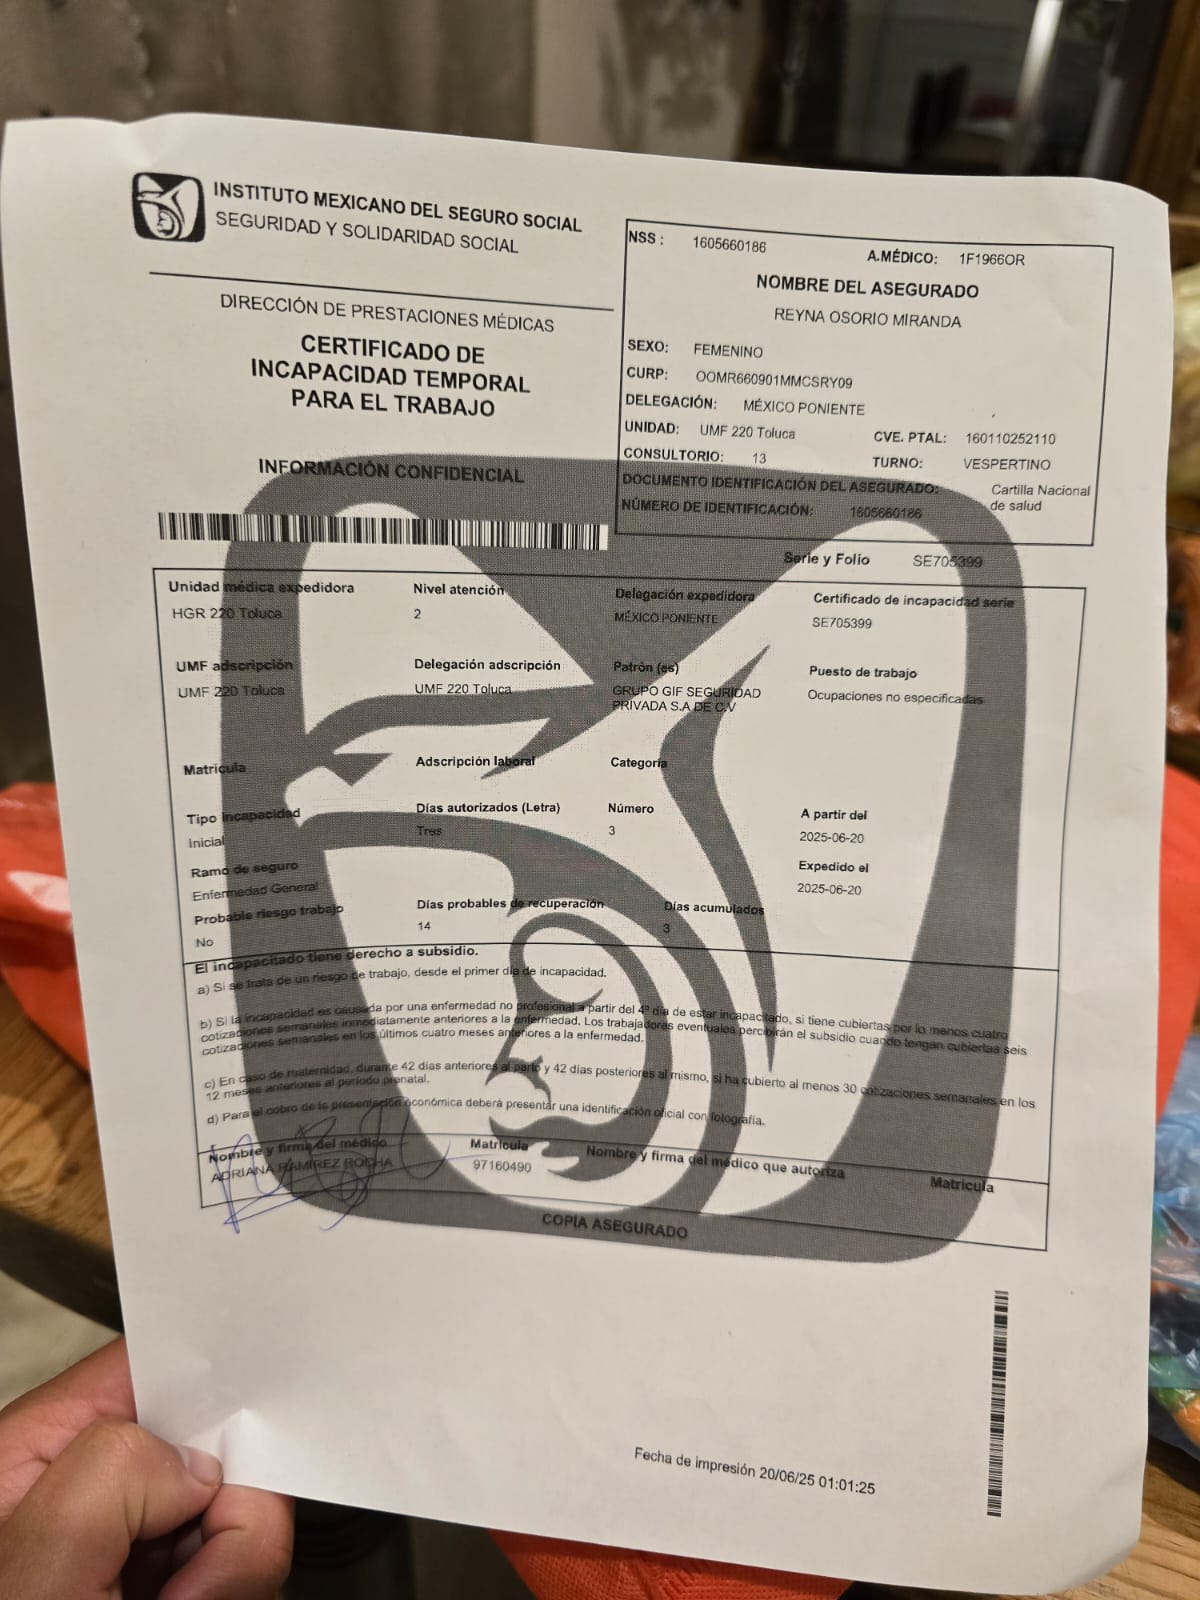 INSTITUTO MEXICANO DEL SEGURO SOCIAL
SEGURIDAD Y SOLIDARIDAD SOCIAL
DIRECCIÓN DE PRESTACIONES MÉDICAS
CERTIFICADO DE
INCAPACIDAD TEMPORAL
PARA EL TRABAJO
INFORMACIÓN CONFIDENCIAL
NSS : 1605660186 A.MÉDICO: 1F1966OR
NOMBRE DEL ASEGURADO
REYNA OSORIO MIRANDA
SEXO: FEMENINO
CURP: OOMR660901MMCSRY09
DELEGACIÓN: MÉXICO PONIENTE
UNIDAD: UMF 220 Toluca CVE. PTAL: 160110252110
CONSULTORIO: 13 TURNO: VESPERTINO
DOCUMENTO IDENTIFICACIÓN DEL ASEGURADO: Cartilla Nacional
de salud
NÚMERO DE IDENTIFICACIÓN: 1605660186
Serie y Folio SE705399
Unidad médica expedidora Nivel atención Delegación expedidora Certificado de incapacidad serie
HGR 220 Toluca 2 MÉXICO PONIENTE SE705399
UMF adscripción Delegación adscripción Patrón (es) Puesto de trabajo
UMF 220 Toluca UMF 220 Toluca GRUPO GIF SEGURIDAD Ocupaciones no especificadas
PRIVADA S.A DE C.V
Matrícula Adscripción laboral Categoría
Tipo incapacidad Días autorizados (Letra) Número A partir del
Inicial Tres 3 2025-06-20
Ramo de seguro Expedido el
Enfermedad General 2025-06-20
Probable riesgo trabajo Días probables de recuperación Días acumulados
No 14 3
El incapacitado tiene derecho a subsidio.
a) Si se trata de un riesgo de trabajo, desde el primer día de incapacidad.
b) Si la incapacidad es causada por una enfermedad no profesional a partir del 4º día de estar incapacitado, si tiene cubiertas por lo menos cuatro
cotizaciones semanales inmediatamente anteriores a la enfermedad. Los trabajadores eventuales percibirán el subsidio cuando tengan cubiertas seis
cotizaciones semanales en los últimos cuatro meses anteriores a la enfermedad.
c) En caso de maternidad, durante 42 días anteriores al parto y 42 días posteriores al mismo, si ha cubierto al menos 30 cotizaciones semanales en los
12 meses anteriores al período prenatal.
d) Para el cobro de la presentación económica deberá presentar una identificación oficial con fotografía.
Nombre y firma del médico Matrícula Nombre y firma del médico que autoriza Matrícula
ADRIANA RAMIREZ ROCHA 97160490
COPIA ASEGURADO
Fecha de impresión 20/06/25 01:01:25